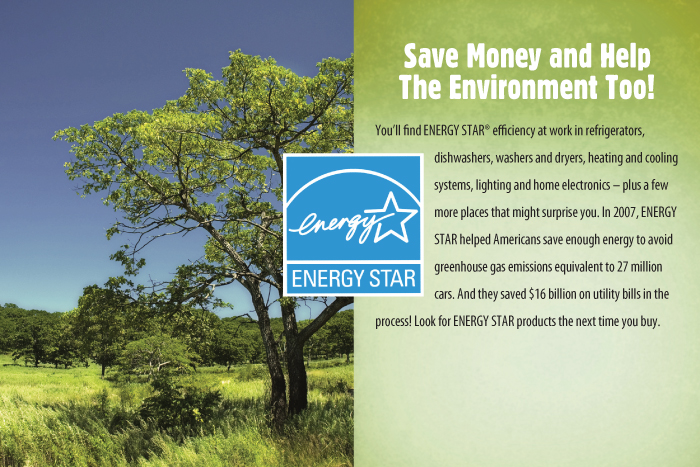 Save Money and Help
The Environment Too!
You'll find ENERGY STAR® efficiency at work in refrigerators,
dishwashers, washers and dryers, heating and cooling
systems, lighting and home electronics – plus a few
more places that might surprise you. In 2007, ENERGY
STAR helped Americans save enough energy to avoid
greenhouse gas emissions equivalent to 27 million
cars. And they saved $16 billion on utility bills in the
process! Look for ENERGY STAR products the next time you buy.
energy
ENERGY STAR